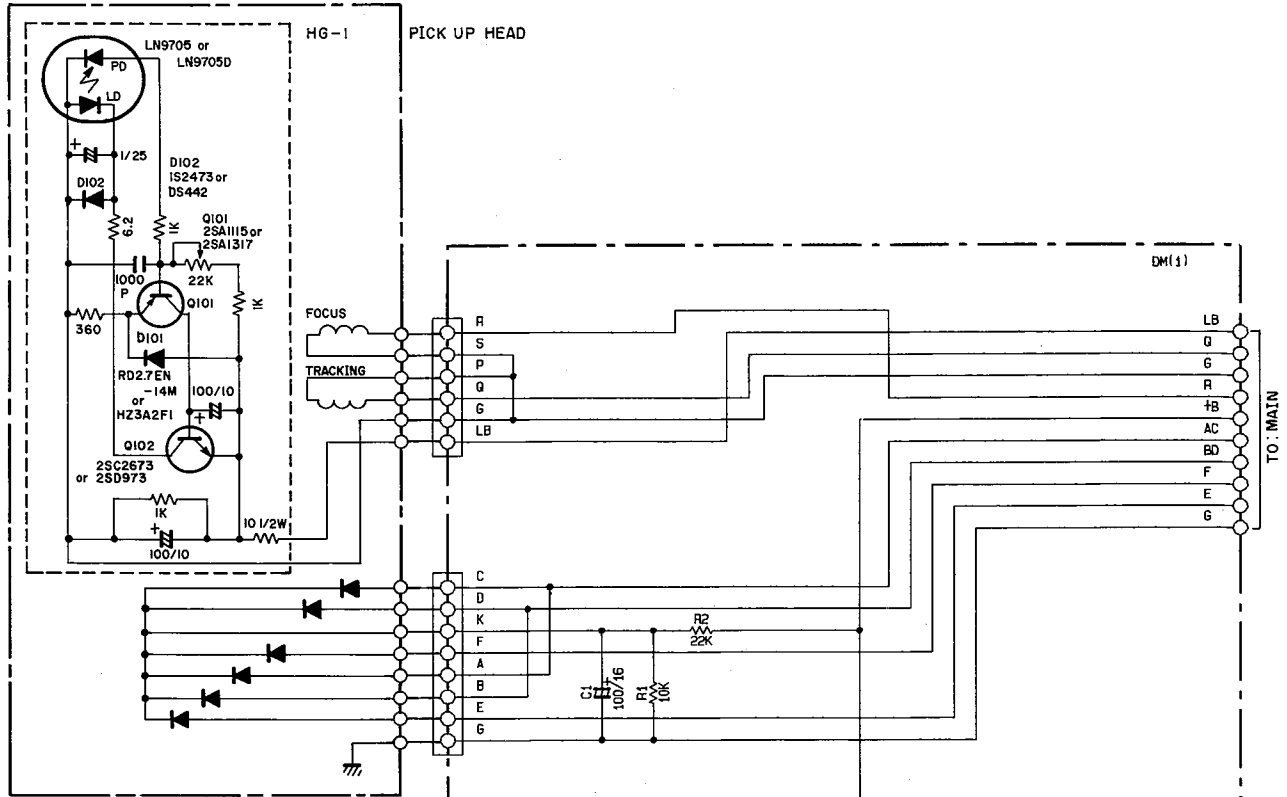 HG-1
PICK UP HEAD
LN9705 or
LN9705D
PD
LD
+
1/25
D102
1S2473 or
DS442
D102
6.2
1K
Q101
2SA1115 or
2SA1317
1000
P
22K
1K
Q101
360
D101
RD2.7EN
-14M
or
HZ3A2F1
100/10
+
Q102
2SC2673
or 2SD973
1K
+
100/10
10 1/2W
FOCUS
TRACKING
R
S
P
Q
G
LB
DM(1)
LB
Q
G
R
+B
AC
BD
F
E
G
TO: MAIN
C
D
K
F
A
B
E
G
R2
22K
C1
+
100/16
R1
10K